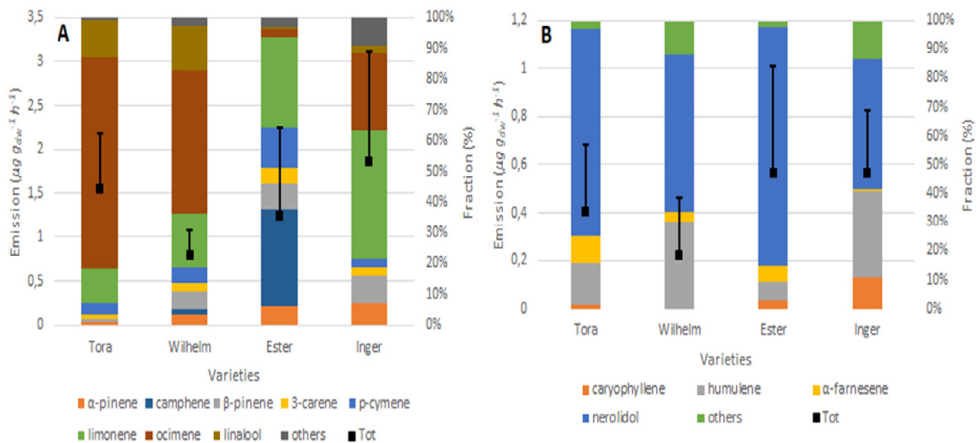 A
3,5
3
2,5
2
1,5
1
0,5
0
Emission (µg g_dw⁻¹ h⁻¹)
100%
90%
80%
70%
60%
50%
40%
30%
20%
10%
0%
Fraction (%)
Tora Wilhelm Ester Inger
Varieties
α-pinene camphene β-pinene 3-carene p-cymene
limonene ocimene linalool others Tot
B
1,2
1
0,8
0,6
0,4
0,2
0
Emission (µg g_dw⁻¹ h⁻¹)
100%
90%
80%
70%
60%
50%
40%
30%
20%
10%
0%
Fraction (%)
Tora Wilhelm Ester Inger
Varieties
caryophyllene humulene α-farnesene
nerolidol others Tot